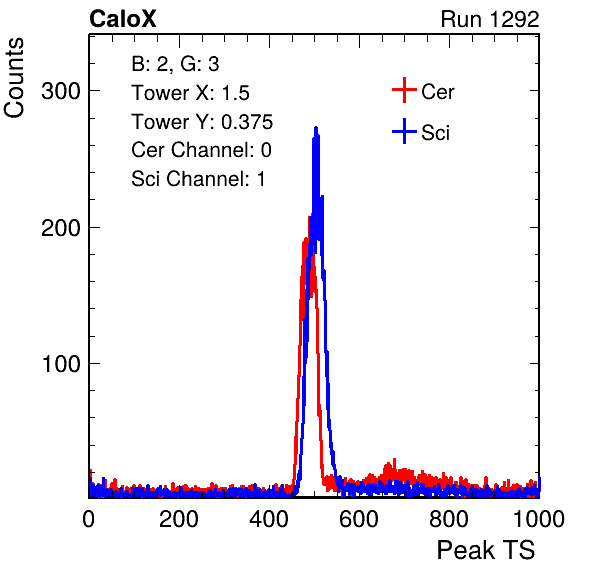 CaloX Run 1292
Counts
B: 2, G: 3
Tower X: 1.5
Tower Y: 0.375
Cer Channel: 0
Sci Channel: 1
Cer
Sci
300
200
100
0 200 400 600 800 1000
Peak TS